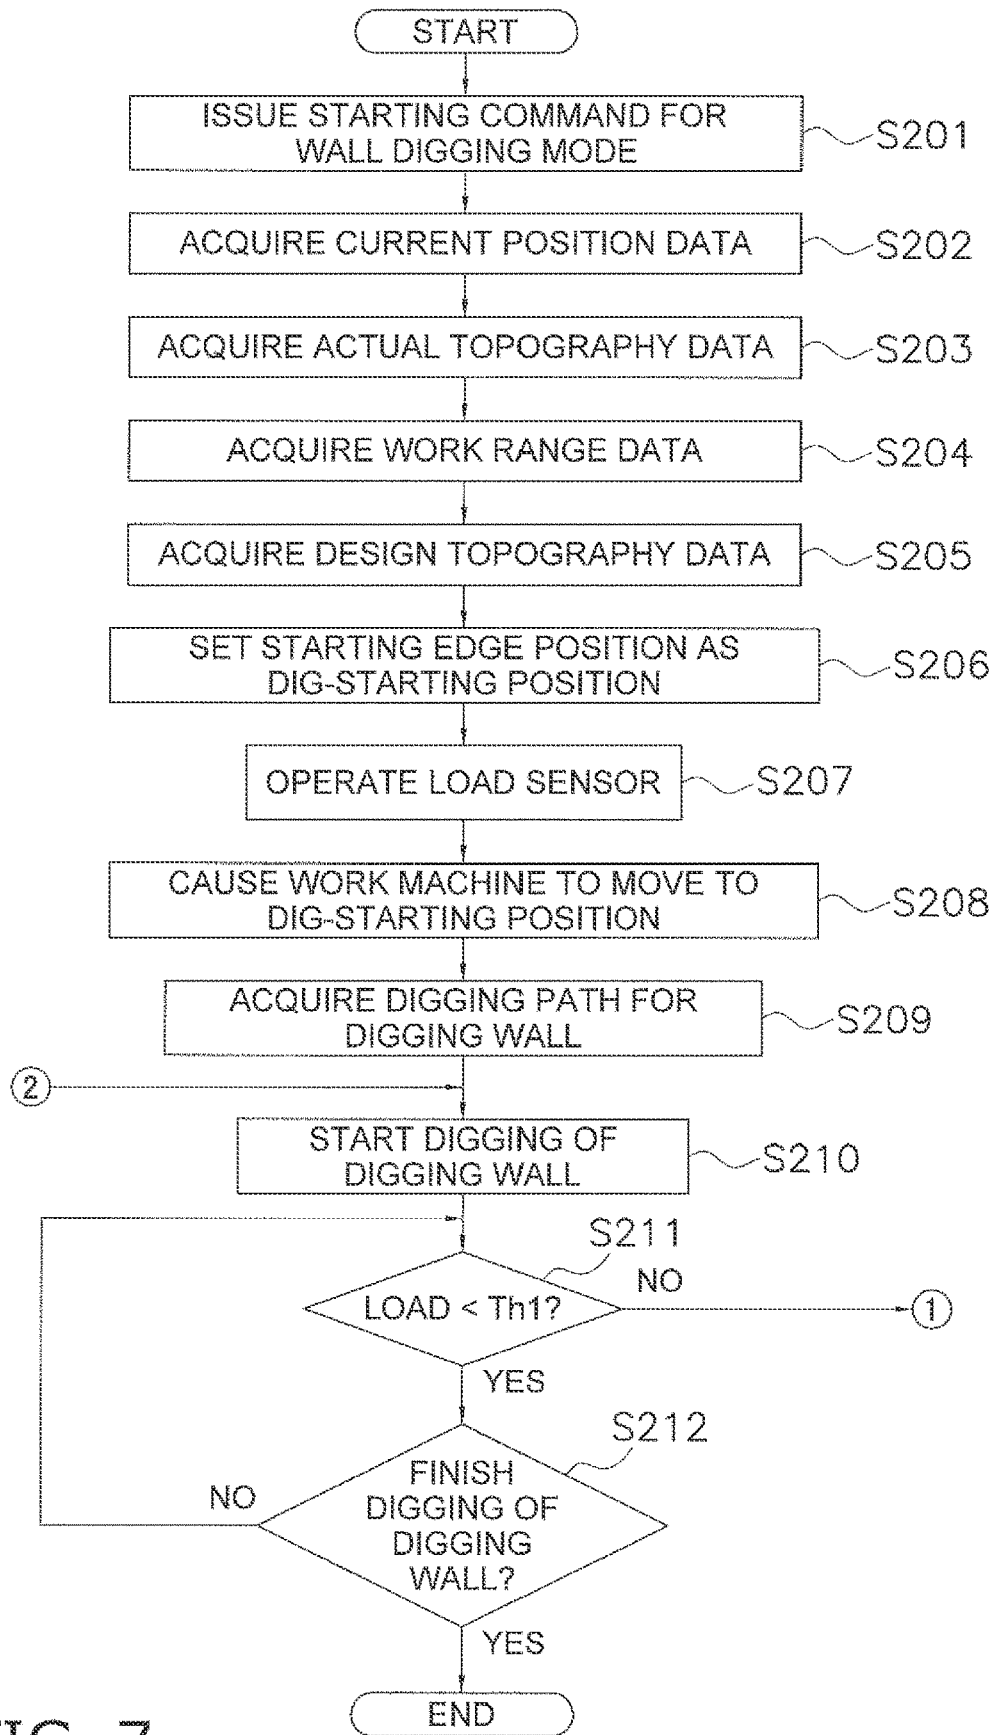 START
ISSUE STARTING COMMAND FOR
WALL DIGGING MODE
S201
ACQUIRE CURRENT POSITION DATA
S202
ACQUIRE ACTUAL TOPOGRAPHY DATA
S203
ACQUIRE WORK RANGE DATA
S204
ACQUIRE DESIGN TOPOGRAPHY DATA
S205
SET STARTING EDGE POSITION AS
DIG-STARTING POSITION
S206
OPERATE LOAD SENSOR
S207
CAUSE WORK MACHINE TO MOVE TO
DIG-STARTING POSITION
S208
ACQUIRE DIGGING PATH FOR
DIGGING WALL
S209
2
START DIGGING OF
DIGGING WALL
S210
S211
LOAD < Th1?
NO
1
YES
S212
FINISH
DIGGING OF
DIGGING
WALL?
NO
YES
END
FIG. 7